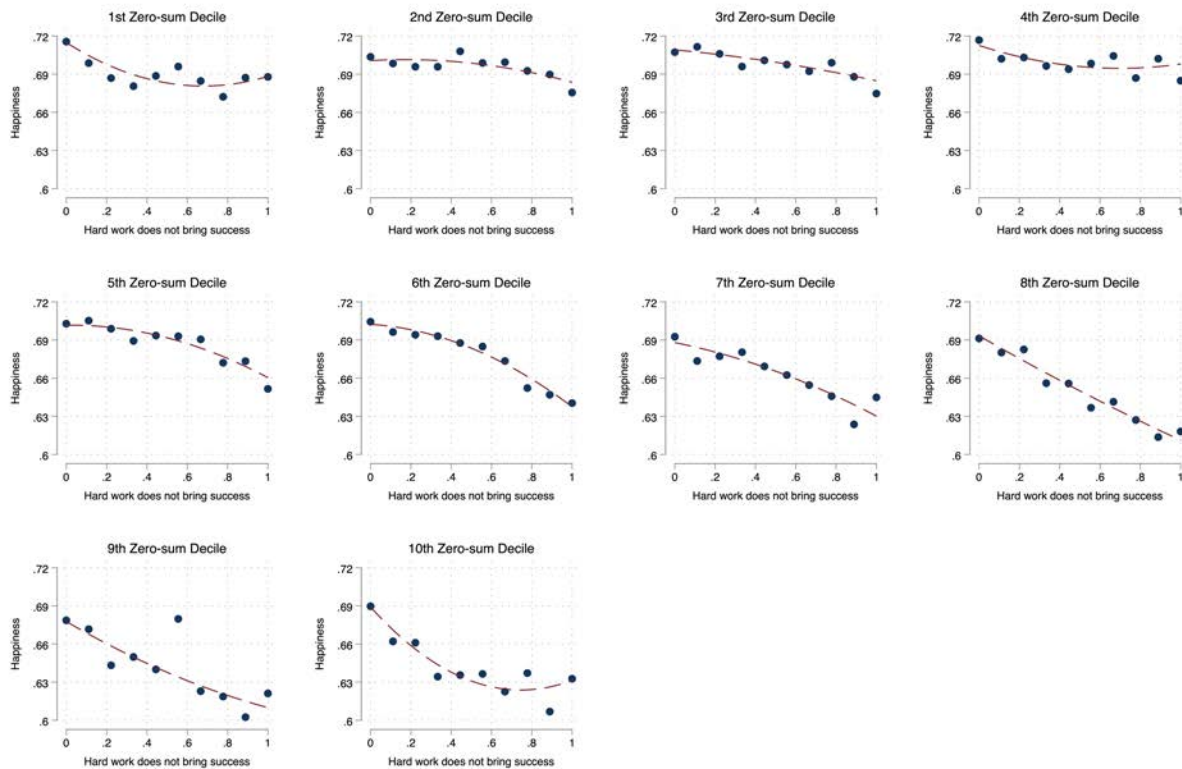 1st Zero-sum Decile
.72
.69
.66
.63
.6
Happiness
0 .2 .4 .6 .8 1
Hard work does not bring success
2nd Zero-sum Decile
.72
.69
.66
.63
.6
Happiness
0 .2 .4 .6 .8 1
Hard work does not bring success
3rd Zero-sum Decile
.72
.69
.66
.63
.6
Happiness
0 .2 .4 .6 .8 1
Hard work does not bring success
4th Zero-sum Decile
.72
.69
.66
.63
.6
Happiness
0 .2 .4 .6 .8 1
Hard work does not bring success
5th Zero-sum Decile
.72
.69
.66
.63
.6
Happiness
0 .2 .4 .6 .8 1
Hard work does not bring success
6th Zero-sum Decile
.72
.69
.66
.63
.6
Happiness
0 .2 .4 .6 .8 1
Hard work does not bring success
7th Zero-sum Decile
.72
.69
.66
.63
.6
Happiness
0 .2 .4 .6 .8 1
Hard work does not bring success
8th Zero-sum Decile
.72
.69
.66
.63
.6
Happiness
0 .2 .4 .6 .8 1
Hard work does not bring success
9th Zero-sum Decile
.72
.69
.66
.63
.6
Happiness
0 .2 .4 .6 .8 1
Hard work does not bring success
10th Zero-sum Decile
.72
.69
.66
.63
.6
Happiness
0 .2 .4 .6 .8 1
Hard work does not bring success